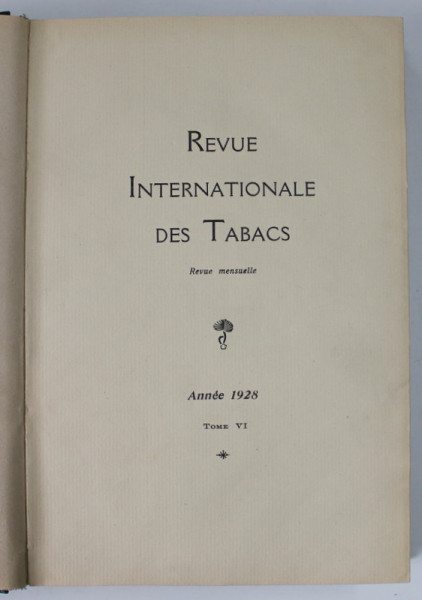 REVUE
INTERNATIONALE
DES TABACS
Revue mensuelle
Année 1928
TOME VI